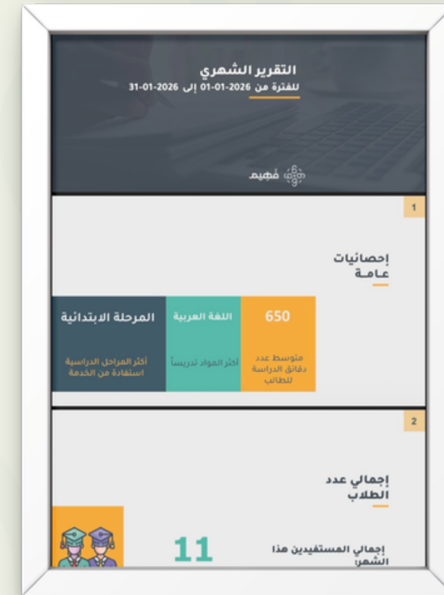 التقرير الشهري
للفترة من 2026-01-01 إلى 2026-01-31
فهيم
1
إحصائيات
عـامـة
650
متوسط عدد
دقائق الدراسة
للطالب
اللغة العربية
أكثر المواد تدريساً
المرحلة الابتدائية
أكثر المراحل الدراسية
استفادة من الخدمة
2
إجمالي عدد
الطلاب
إجمالي المستفيدين هذا
الشهر:
11